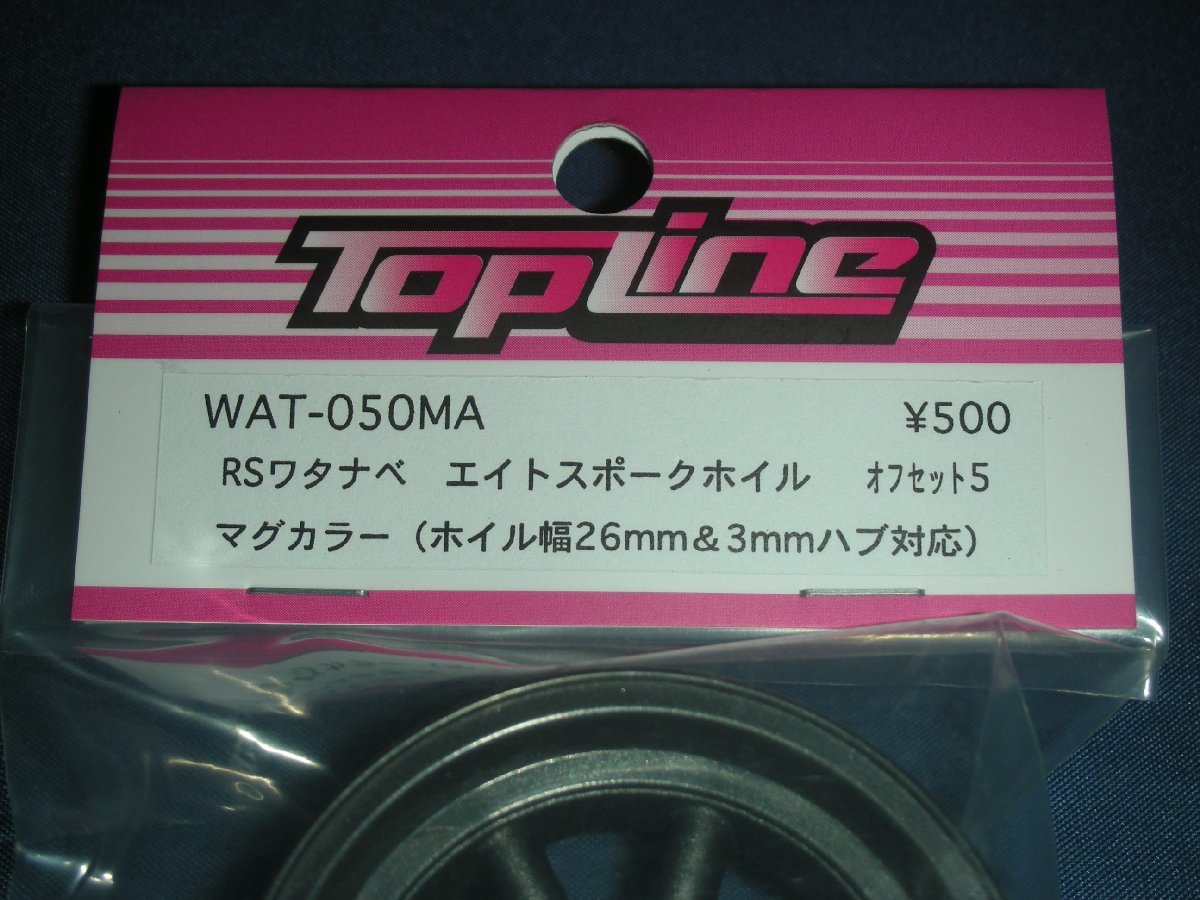 TopLine
WAT-050MA ¥500
RSワタナベ エイトスポークホイル オフセット5
マグカラー（ホイル幅26mm＆3mmハブ対応）